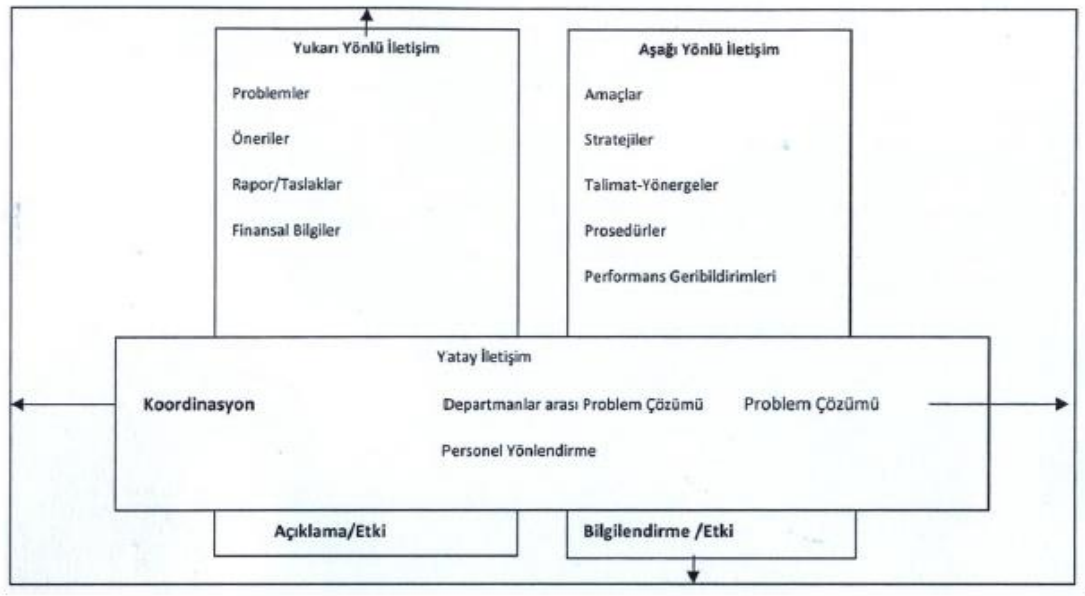 Yukarı Yönlü İletişim
Problemler
Öneriler
Rapor/Taslaklar
Finansal Bilgiler
Aşağı Yönlü İletişim
Amaçlar
Stratejiler
Talimat-Yönergeler
Prosedürler
Performans Geribildirimleri
Yatay İletişim
Koordinasyon
Departmanlar arası Problem Çözümü
Problem Çözümü
Personel Yönlendirme
Açıklama/Etki
Bilgilendirme /Etki